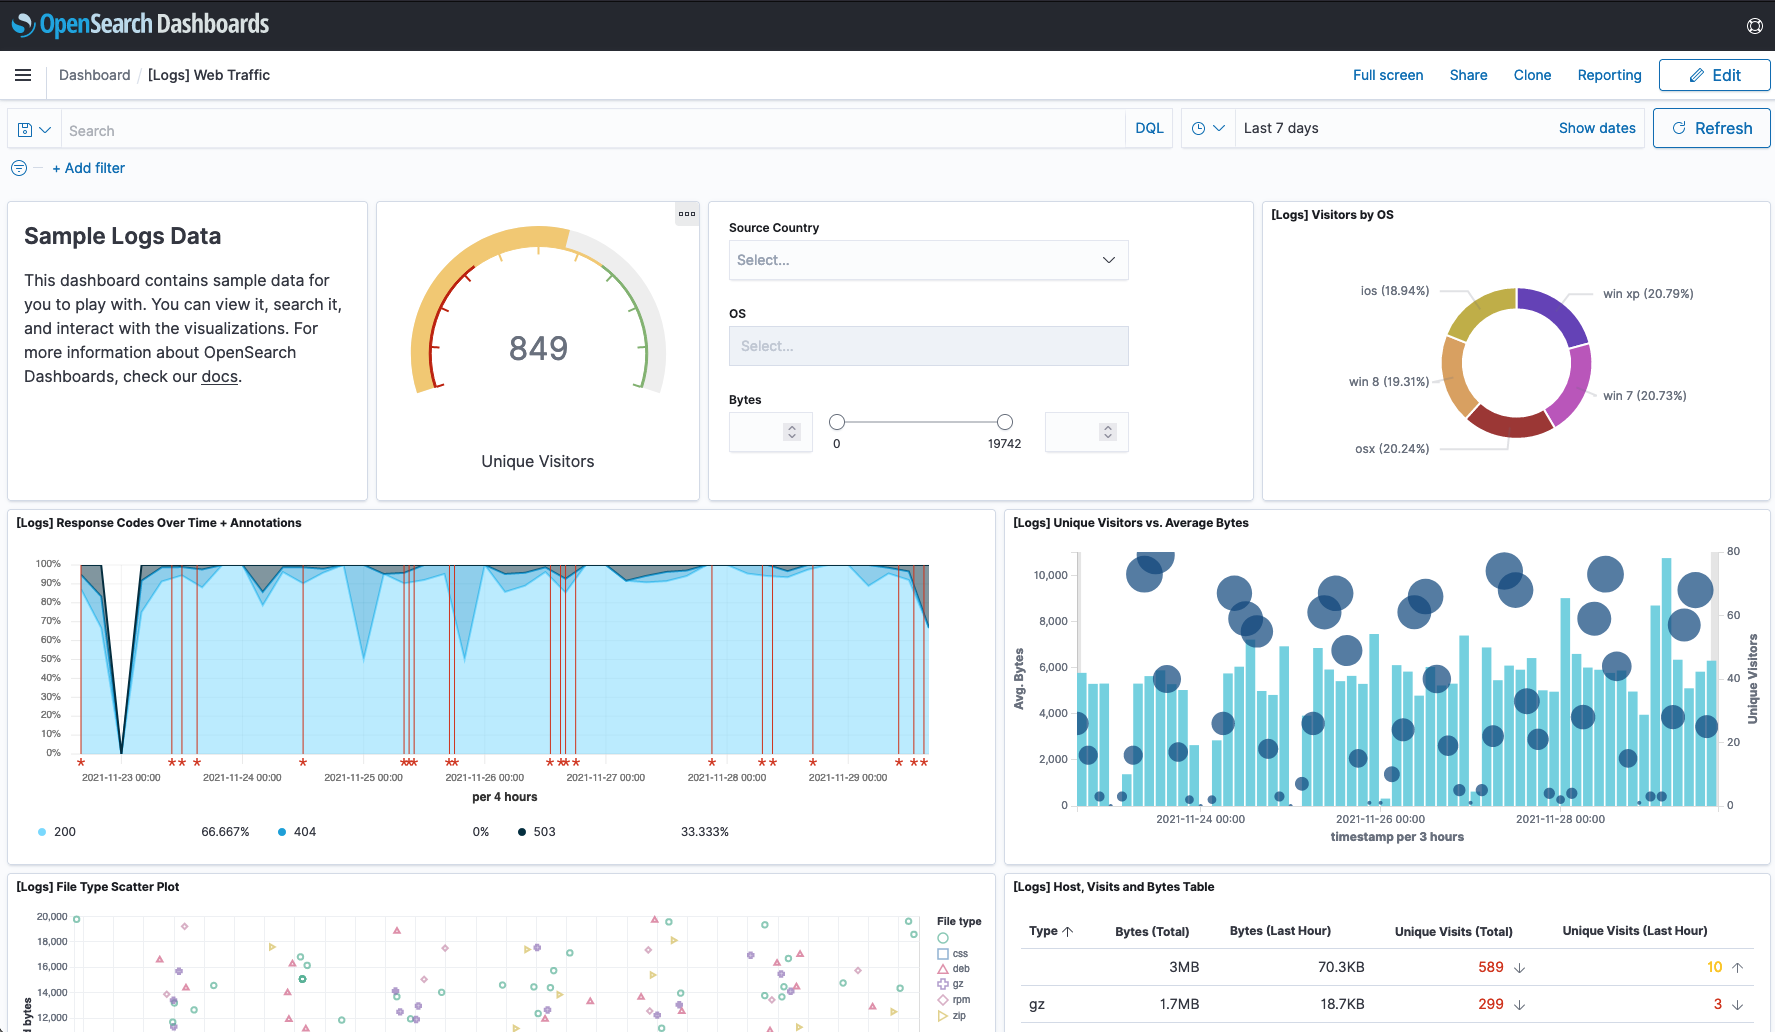 OpenSearch Dashboards
Dashboard / [Logs] Web Traffic
Full screen
Share
Clone
Reporting
Edit
Search
DQL
Last 7 days
Show dates
Refresh
+ Add filter
Sample Logs Data
This dashboard contains sample data for
you to play with. You can view it, search it,
and interact with the visualizations. For
more information about OpenSearch
Dashboards, check our docs.
849
Unique Visitors
Source Country
Select...
OS
Select...
Bytes
0
19742
[Logs] Visitors by OS
ios (18.94%)
win xp (20.79%)
win 8 (19.31%)
win 7 (20.73%)
osx (20.24%)
[Logs] Response Codes Over Time + Annotations
100%
90%
80%
70%
60%
50%
40%
30%
20%
10%
0%
2021-11-23 00:00
2021-11-24 00:00
2021-11-25 00:00
2021-11-26 00:00
2021-11-27 00:00
2021-11-28 00:00
2021-11-29 00:00
per 4 hours
200 66.667%
404 0%
503 33.333%
[Logs] Unique Visitors vs. Average Bytes
Avg. Bytes
10,000
8,000
6,000
4,000
2,000
0
80
60
40
20
0
Unique Visitors
2021-11-24 00:00
2021-11-26 00:00
2021-11-28 00:00
timestamp per 3 hours
[Logs] File Type Scatter Plot
20,000
18,000
16,000
14,000
12,000
bytes
File type
css
deb
gz
rpm
zip
[Logs] Host, Visits and Bytes Table
Type Bytes (Total) Bytes (Last Hour) Unique Visits (Total) Unique Visits (Last Hour)
3MB 70.3KB 589 10
gz 1.7MB 18.7KB 299 3